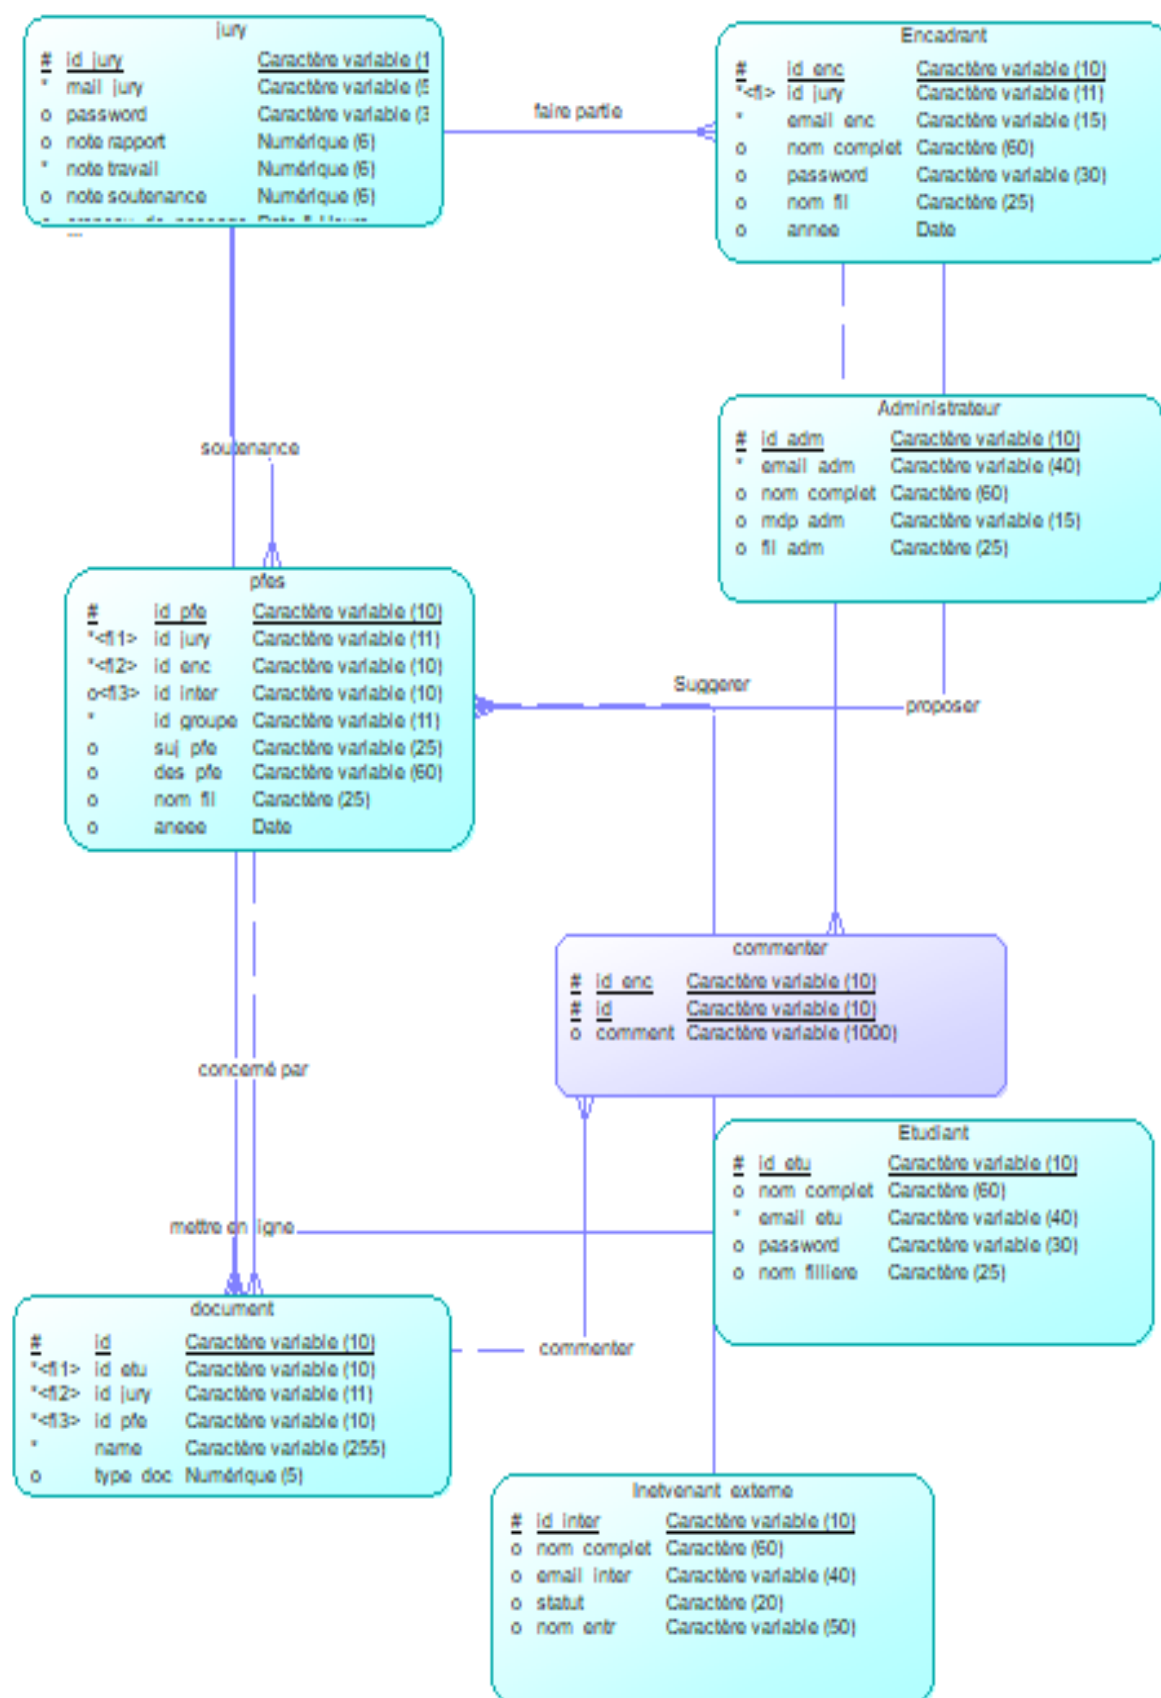 jury
# id_jury Caractère variable (1
* mail_jury Caractère variable (5
o password Caractère variable (3
o note rapport Numérique (6)
* note travail Numérique (6)
o note soutenance Numérique (6)
...
Encadrant
# id_enc Caractère variable (10)
*<fi> id_jury Caractère variable (11)
* email_enc Caractère variable (15)
o nom_complet Caractère (60)
o password Caractère variable (30)
o nom_fil Caractère (25)
o annee Date
faire partie
Administrateur
# id_adm Caractère variable (10)
* email_adm Caractère variable (40)
o nom_complet Caractère (60)
o mdp_adm Caractère variable (15)
o fil_adm Caractère (25)
soutenance
pfes
# id_pfe Caractère variable (10)
*<fi1> id_jury Caractère variable (11)
*<fi2> id_enc Caractère variable (10)
o<fi3> id_inter Caractère variable (10)
* id_groupe Caractère variable (11)
o suj_pfe Caractère variable (25)
o des_pfe Caractère variable (60)
o nom_fil Caractère (25)
o aneee Date
Suggerer
proposer
commenter
# id_enc Caractère variable (10)
# id Caractère variable (10)
o comment Caractère variable (1000)
concerné par
Etudiant
# id_etu Caractère variable (10)
o nom_complet Caractère (60)
* email_etu Caractère variable (40)
o password Caractère variable (30)
o nom_filliere Caractère (25)
mettre en ligne
document
# id Caractère variable (10)
*<fi1> id_etu Caractère variable (10)
*<fi2> id_jury Caractère variable (11)
*<fi3> id_pfe Caractère variable (10)
* name Caractère variable (255)
o type_doc Numérique (5)
commenter
Inetvenant_externe
# id_inter Caractère variable (10)
o nom_complet Caractère (60)
o email_inter Caractère variable (40)
o statut Caractère (20)
o nom_entr Caractère variable (50)